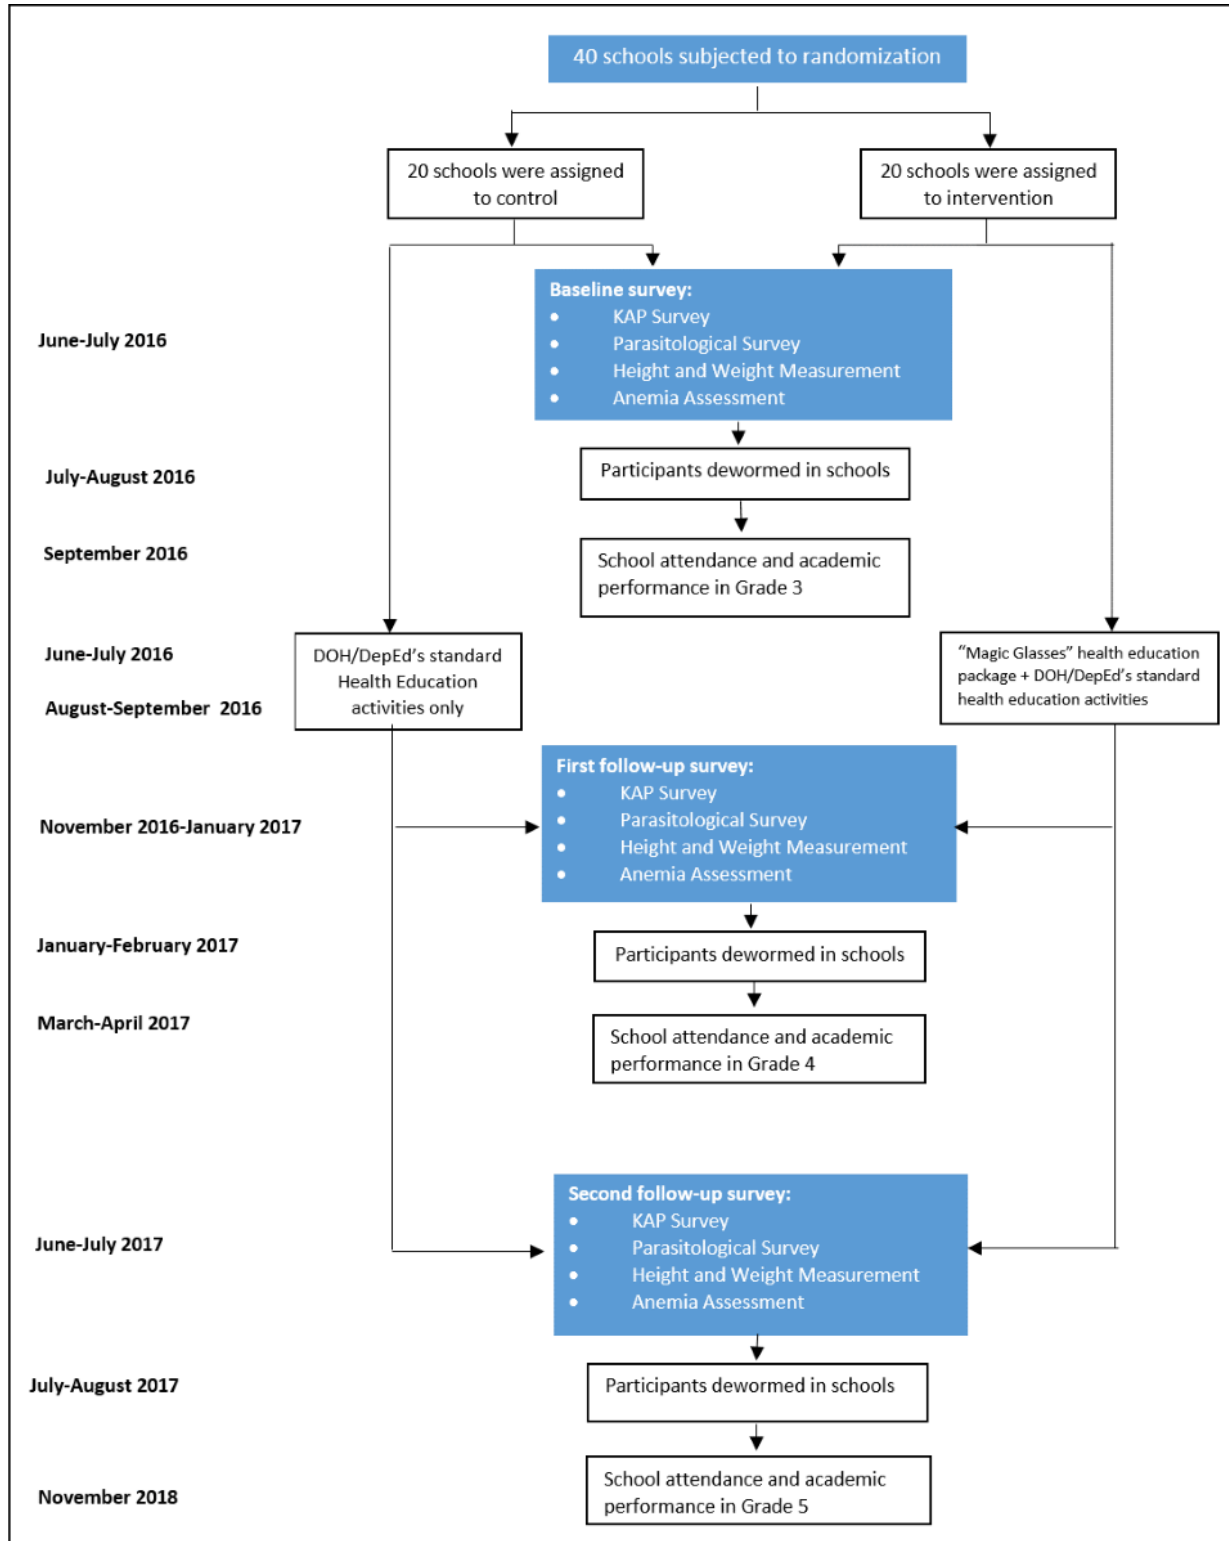 40 schools subjected to randomization
20 schools were assigned
to control
20 schools were assigned
to intervention
June-July 2016
Baseline survey:
• KAP Survey
• Parasitological Survey
• Height and Weight Measurement
• Anemia Assessment
July-August 2016
Participants dewormed in schools
September 2016
School attendance and academic
performance in Grade 3
June-July 2016
August-September 2016
DOH/DepEd’s standard
Health Education
activities only
“Magic Glasses” health education
package + DOH/DepEd’s standard
health education activities
November 2016-January 2017
First follow-up survey:
• KAP Survey
• Parasitological Survey
• Height and Weight Measurement
• Anemia Assessment
January-February 2017
Participants dewormed in schools
March-April 2017
School attendance and academic
performance in Grade 4
June-July 2017
Second follow-up survey:
• KAP Survey
• Parasitological Survey
• Height and Weight Measurement
• Anemia Assessment
July-August 2017
Participants dewormed in schools
November 2018
School attendance and academic
performance in Grade 5